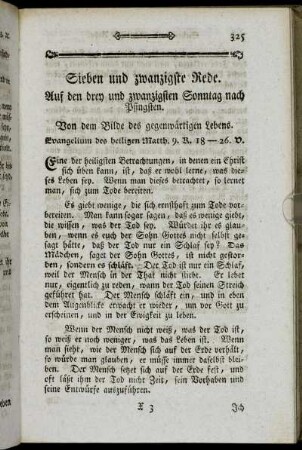 325
Sieben und zwanzigste Rede.
Auf den drey und zwanzigsten Sonntag nach
Pfingsten.
Von dem Bilde des gegenwärtigen Lebens.
Evangelium des heiligen Matth. 9. K. 18 — 26. V.
Eine der heiligsten Betrachtungen, in denen ein Christ
sich üben kann, ist, daß er wohl lerne, was die-
ses Leben sey. Wenn man dieses betrachtet, so lernet
man, sich zum Tode bereiten.
Es giebt wenige, die sich ernsthaft zum Tode vor-
bereiten. Man kann sogar sagen, daß es wenige giebt,
die wissen, was der Tod sey. Würdet ihr es glau-
ben, wenn es euch der Sohn Gottes nicht selbst ge-
sagt hätte, daß der Tod nur ein Schlaf sey? Das
Mädchen, saget der Sohn Gottes, ist nicht gestor-
den, sondern es schläft. Der Tod ist nur ein Schlaf,
weil der Mensch in der That nicht stirbt. Er lebet
nur, eigentlich zu reden, wann der Tod seinen Streich
geführet hat. Der Mensch schläft ein, und in eben
dem Augenblicke erwacht er wieder, um vor Gott zu
erscheinen, und in der Ewigkeit zu leben.
Wenn der Mensch nicht weiß, was der Tod ist,
so weiß er noch weniger, was das Leben ist. Wenn
man sieht, wie der Mensch sich auf der Erde verhält,
so würde man glauben, er müsse immer daselbst blei-
ben. Der Mensch setzet sich auf der Erde fest, und
oft läßt ihm der Tod nicht Zeit, sein Vorhaben und
seine Entwürfe auszuführen.
X 3
Ich